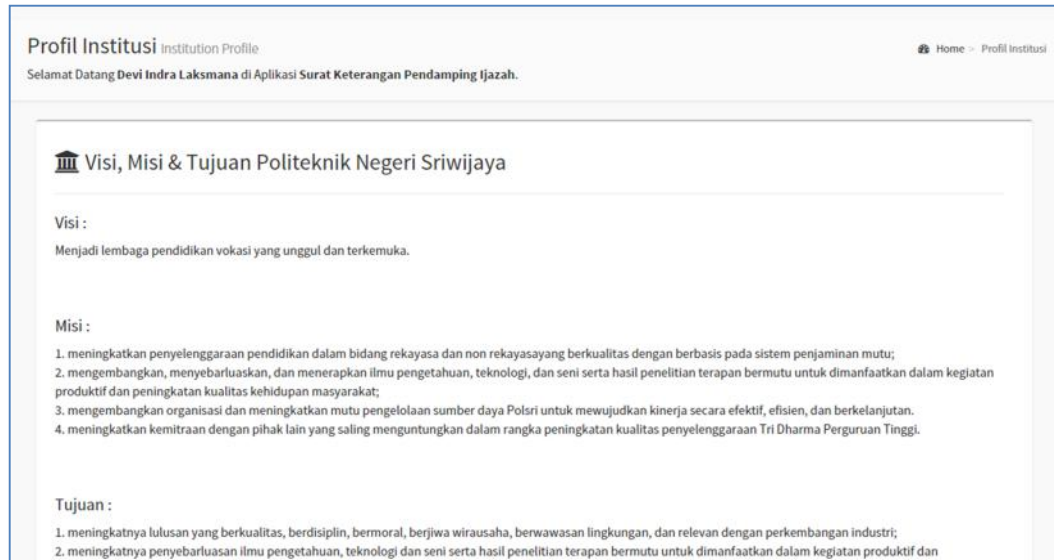 Profil Institusi Institution Profile
Home > Profil Institusi
Selamat Datang Devi Indra Laksmana di Aplikasi Surat Keterangan Pendamping Ijazah.
Visi, Misi & Tujuan Politeknik Negeri Sriwijaya
Visi :
Menjadi lembaga pendidikan vokasi yang unggul dan terkemuka.
Misi :
1. meningkatkan penyelenggaraan pendidikan dalam bidang rekayasa dan non rekayasayang berkualitas dengan berbasis pada sistem penjaminan mutu;
2. mengembangkan, menyebarluaskan, dan menerapkan ilmu pengetahuan, teknologi, dan seni serta hasil penelitian terapan bermutu untuk dimanfaatkan dalam kegiatan
produktif dan peningkatan kualitas kehidupan masyarakat;
3. mengembangkan organisasi dan meningkatkan mutu pengelolaan sumber daya Polsri untuk mewujudkan kinerja secara efektif, efisien, dan berkelanjutan.
4. meningkatkan kemitraan dengan pihak lain yang saling menguntungkan dalam rangka peningkatan kualitas penyelenggaraan Tri Dharma Perguruan Tinggi.
Tujuan :
1. meningkatnya lulusan yang berkualitas, berdisiplin, bermoral, berjiwa wirausaha, berwawasan lingkungan, dan relevan dengan perkembangan industri;
2. meningkatnya penyebarluasan ilmu pengetahuan, teknologi dan seni serta hasil penelitian terapan bermutu untuk dimanfaatkan dalam kegiatan produktif dan